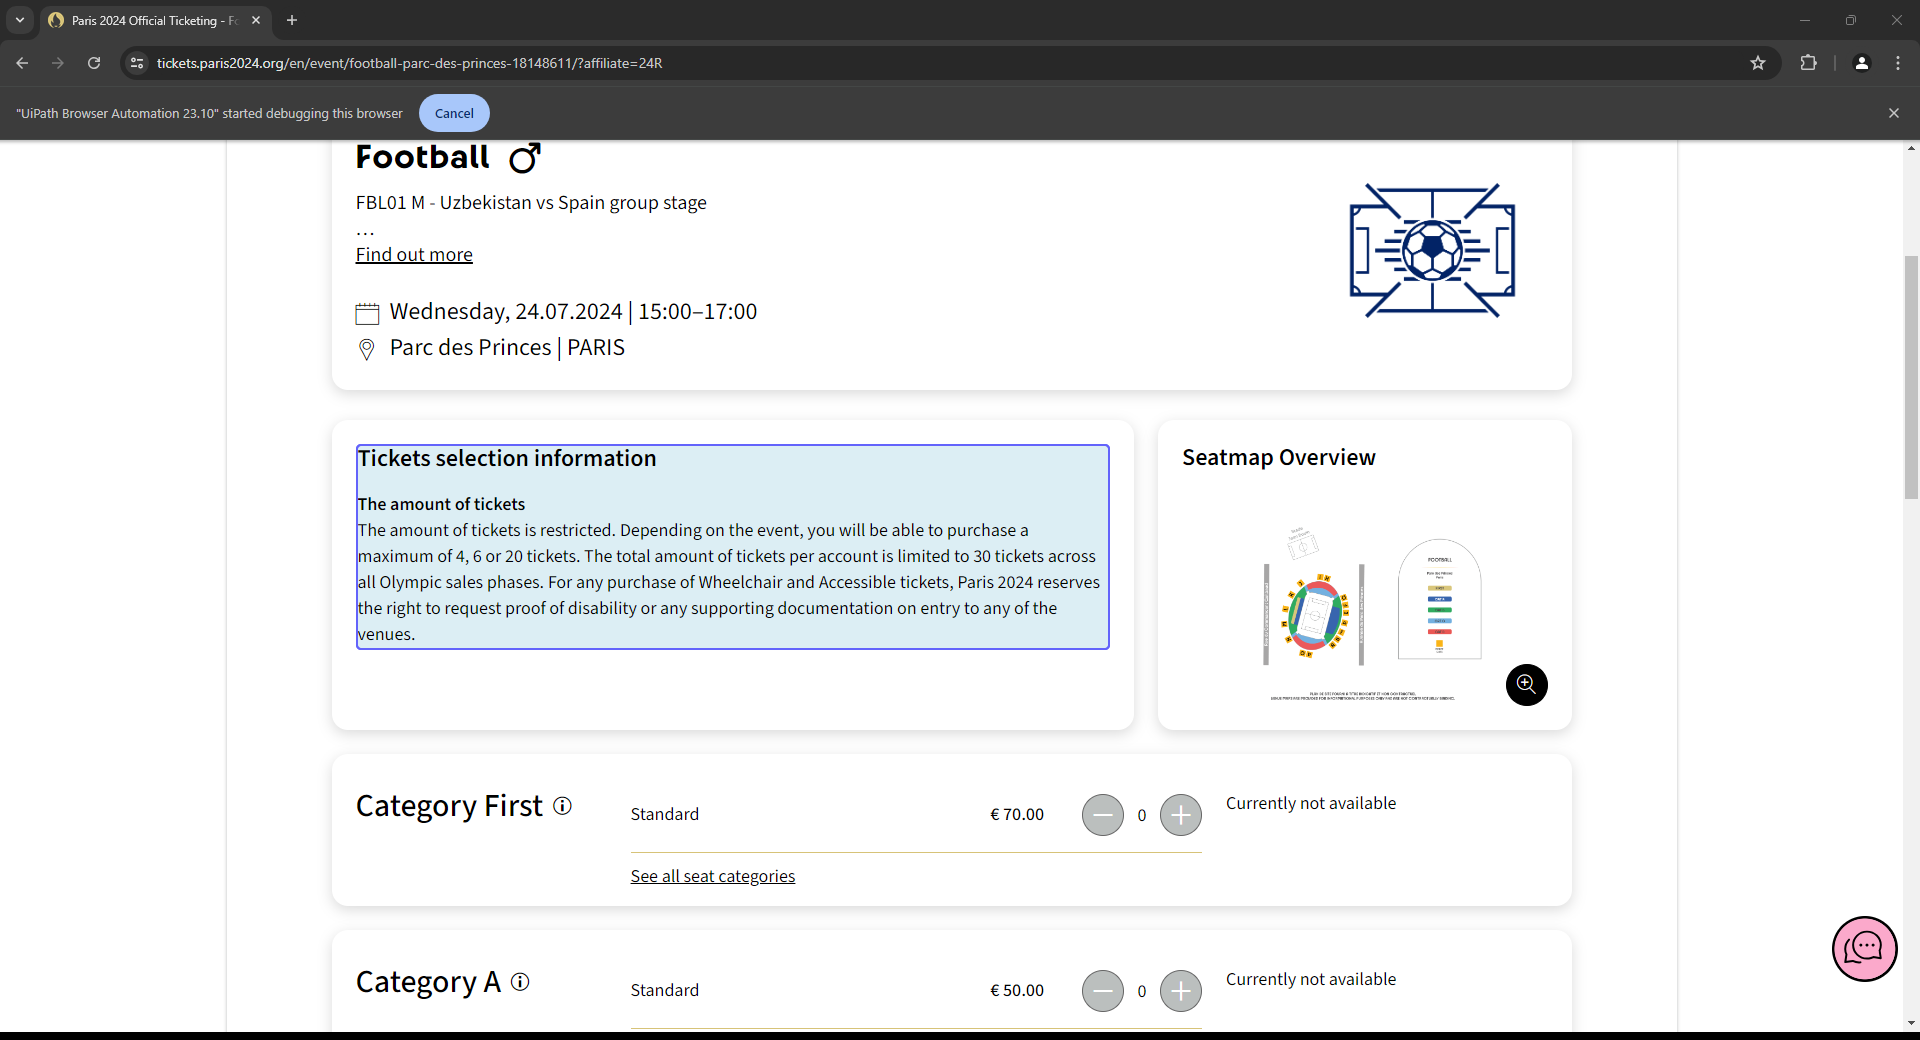 Paris 2024 Official Ticketing - Fo
tickets.paris2024.org/en/event/football-parc-des-princes-18148611/?affiliate=24R
"UiPath Browser Automation 23.10" started debugging this browser
Cancel
Football
FBL01 M - Uzbekistan vs Spain group stage
...
Find out more
Wednesday, 24.07.2024 | 15:00–17:00
Parc des Princes | PARIS
Tickets selection information
The amount of tickets
The amount of tickets is restricted. Depending on the event, you will be able to purchase a
maximum of 4, 6 or 20 tickets. The total amount of tickets per account is limited to 30 tickets across
all Olympic sales phases. For any purchase of Wheelchair and Accessible tickets, Paris 2024 reserves
the right to request proof of disability or any supporting documentation on entry to any of the
venues.
Seatmap Overview
FOOTBALL
Category First
Standard
€ 70.00
0
Currently not available
See all seat categories
Category A
Standard
€ 50.00
0
Currently not available